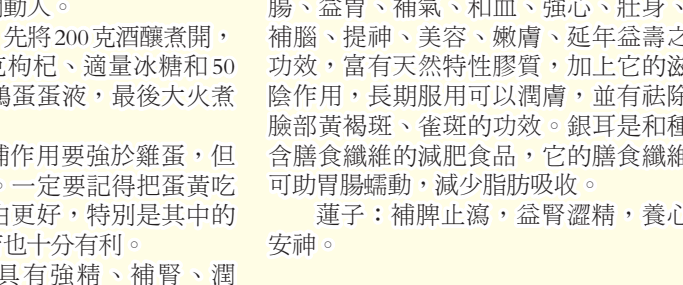 動人。
先將200克酒釀煮開，
枸杞、適量冰糖和50
蛋蛋液，最後大火煮
作用要強於雞蛋，但
。一定要記得把蛋黃吃
更好，特別是其中的
也十分有利。
具有強精、補腎、潤
腸、益胃、補氣、和血、強心、壯身、
補腦、提神、美容、嫩膚、延年益壽之
功效，富有天然特性膠質，加上它的滋
陰作用，長期服用可以潤膚，並有祛除
臉部黃褐斑、雀斑的功效。銀耳是和種
含膳食纖維的減肥食品，它的膳食纖維
可助胃腸蠕動，減少脂肪吸收。
蓮子：補脾止瀉，益腎澀精，養心
安神。